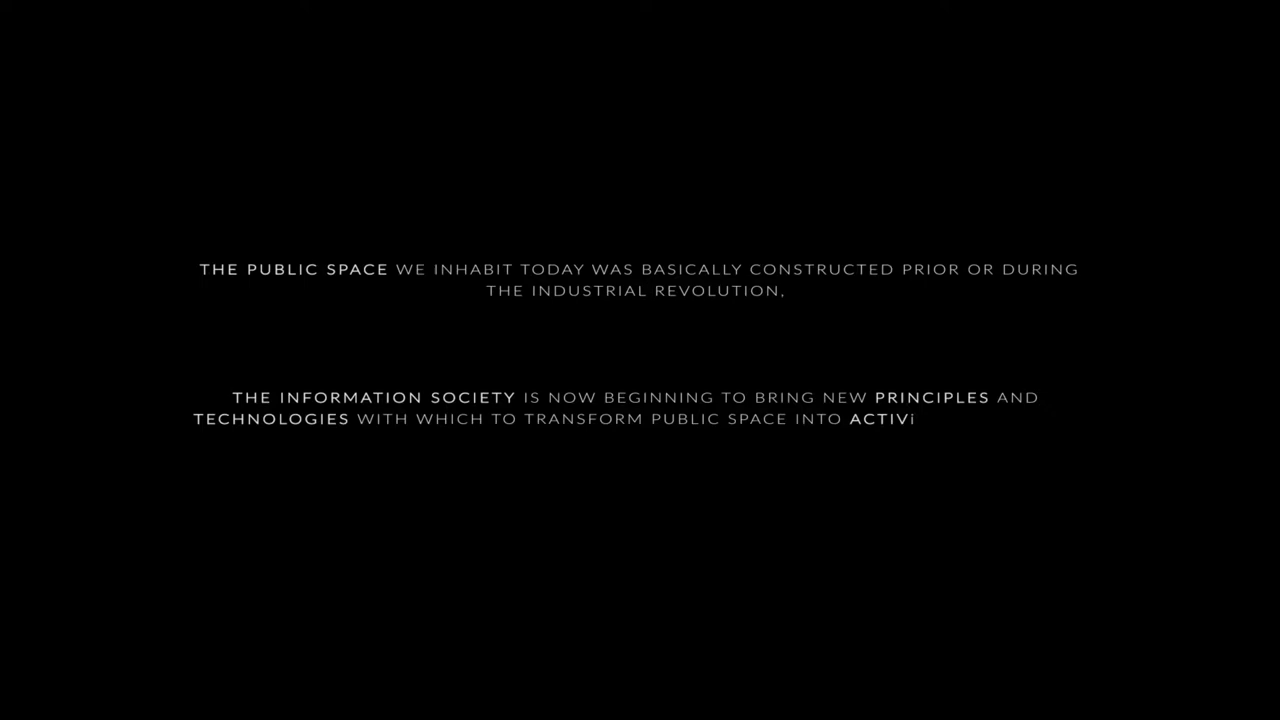 THE PUBLIC SPACE WE INHABIT TODAY WAS BASICALLY CONSTRUCTED PRIOR OR DURING
THE INDUSTRIAL REVOLUTION,
THE INFORMATION SOCIETY IS NOW BEGINNING TO BRING NEW PRINCIPLES AND
TECHNOLOGIES WITH WHICH TO TRANSFORM PUBLIC SPACE INTO ACTIVi